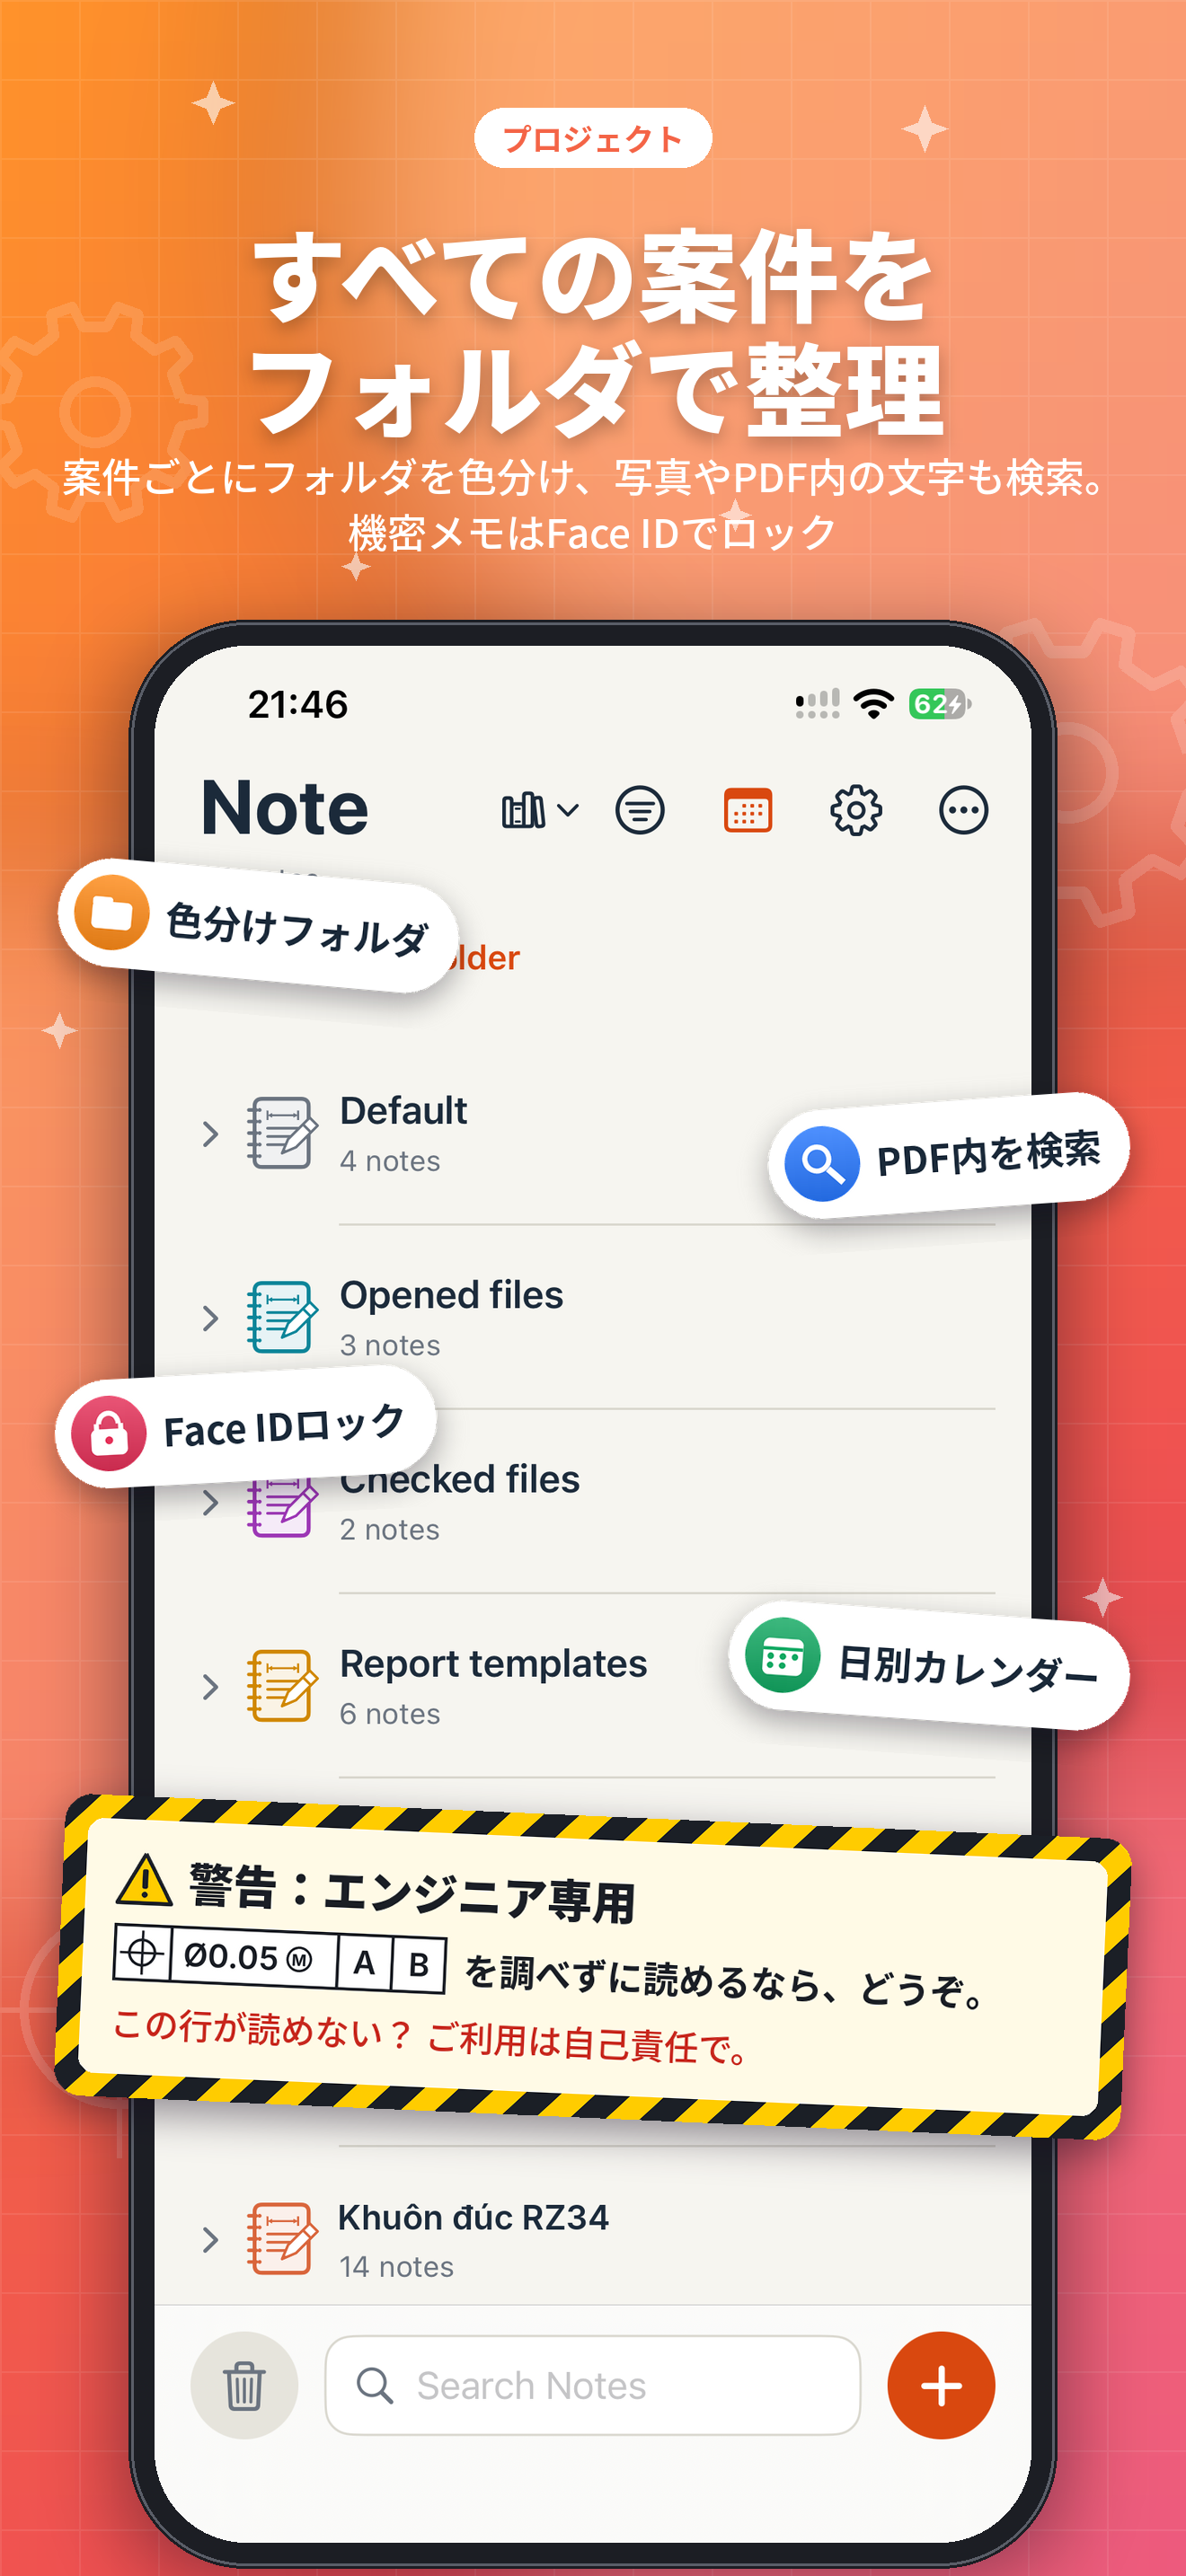 プロジェクト
すべての案件を
フォルダで整理
案件ごとにフォルダを色分け、写真やPDF内の文字も検索。
機密メモはFace IDでロック
21:46
62
Note
色分けフォルダ
Default
4 notes
PDF内を検索
Opened files
3 notes
Face IDロック
Checked files
2 notes
Report templates
6 notes
日別カレンダー
警告：エンジニア専用
Ø0.05 Ⓜ A B を調べずに読めるなら、どうぞ。
この行が読めない？ ご利用は自己責任で。
Khuôn đúc RZ34
14 notes
Search Notes